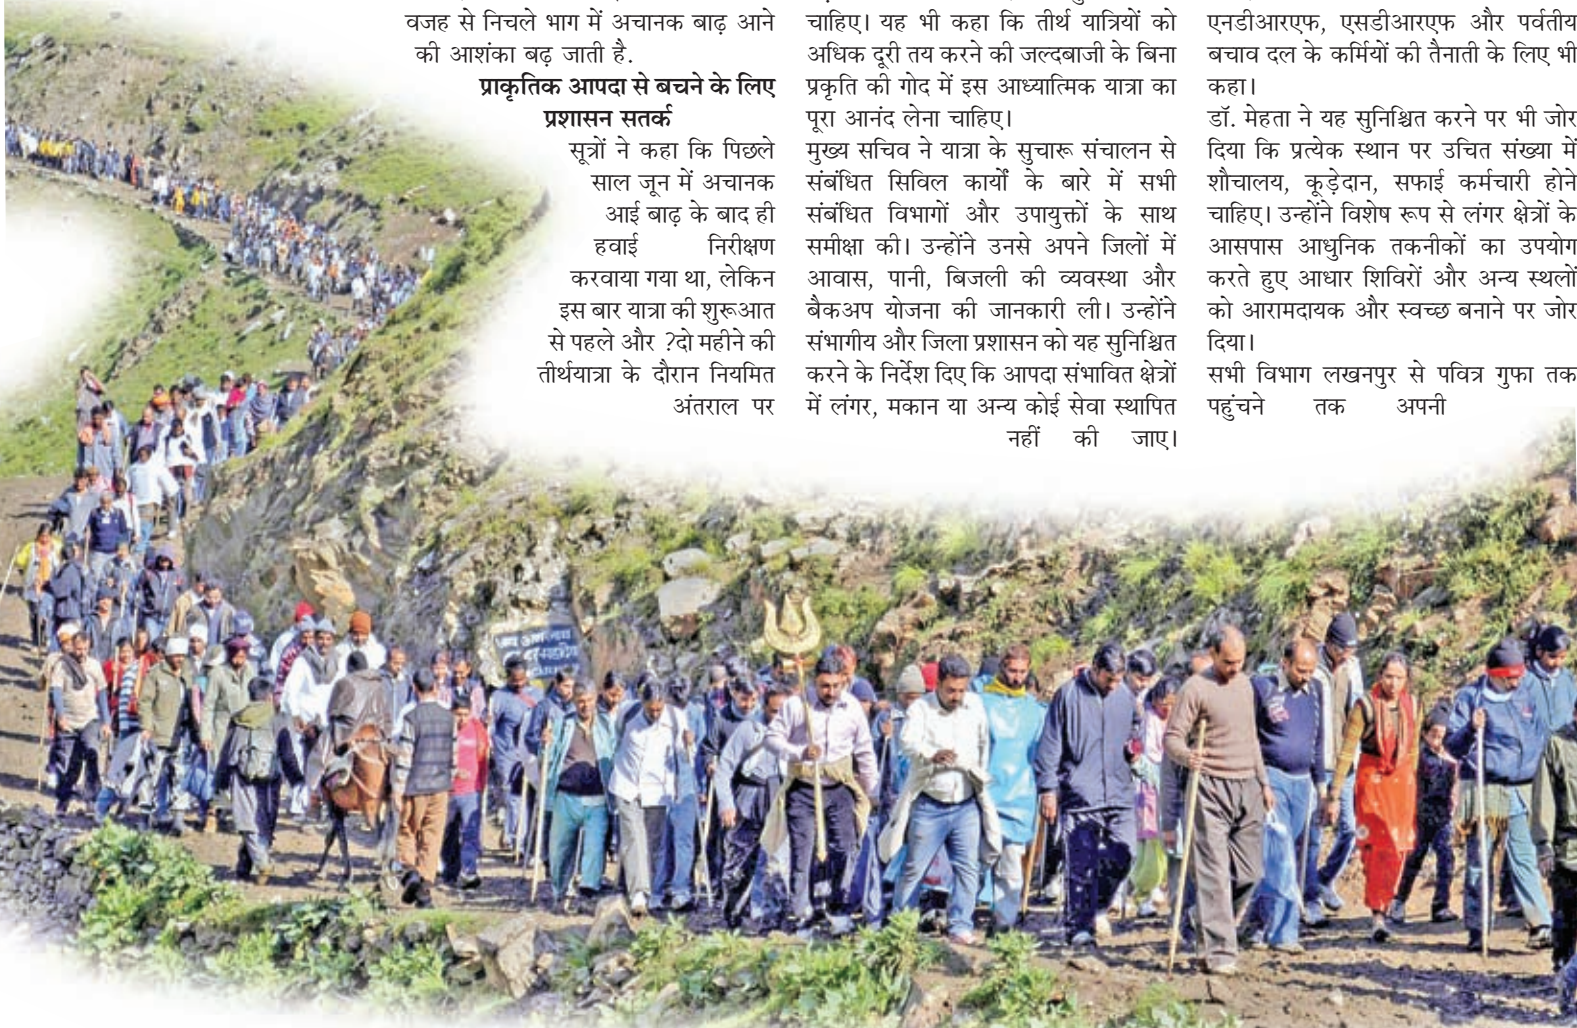 वजह से निचले भाग में अचानक बाढ़ आने
की आशंका बढ़ जाती है.
प्राकृतिक आपदा से बचने के लिए
प्रशासन सतर्क
सूत्रों ने कहा कि पिछले
साल जून में अचानक
आई बाढ़ के बाद ही
हवाई निरीक्षण
करवाया गया था, लेकिन
इस बार यात्रा की शुरूआत
से पहले और ?दो महीने की
तीर्थयात्रा के दौरान नियमित
अंतराल पर
चाहिए। यह भी कहा कि तीर्थ यात्रियों को
अधिक दूरी तय करने की जल्दबाजी के बिना
प्रकृति की गोद में इस आध्यात्मिक यात्रा का
पूरा आनंद लेना चाहिए।
मुख्य सचिव ने यात्रा के सुचारू संचालन से
संबंधित सिविल कार्यों के बारे में सभी
संबंधित विभागों और उपायुक्तों के साथ
समीक्षा की। उन्होंने उनसे अपने जिलों में
आवास, पानी, बिजली की व्यवस्था और
बैकअप योजना की जानकारी ली। उन्होंने
संभागीय और जिला प्रशासन को यह सुनिश्चित
करने के निर्देश दिए कि आपदा संभावित क्षेत्रों
में लंगर, मकान या अन्य कोई सेवा स्थापित
नहीं की जाए।
एनडीआरएफ, एसडीआरएफ और पर्वतीय
बचाव दल के कर्मियों की तैनाती के लिए भी
कहा।
डॉ. मेहता ने यह सुनिश्चित करने पर भी जोर
दिया कि प्रत्येक स्थान पर उचित संख्या में
शौचालय, कूड़ेदान, सफाई कर्मचारी होने
चाहिए। उन्होंने विशेष रूप से लंगर क्षेत्रों के
आसपास आधुनिक तकनीकों का उपयोग
करते हुए आधार शिविरों और अन्य स्थलों
को आरामदायक और स्वच्छ बनाने पर जोर
दिया।
सभी विभाग लखनपुर से पवित्र गुफा तक
पहुंचने तक अपनी